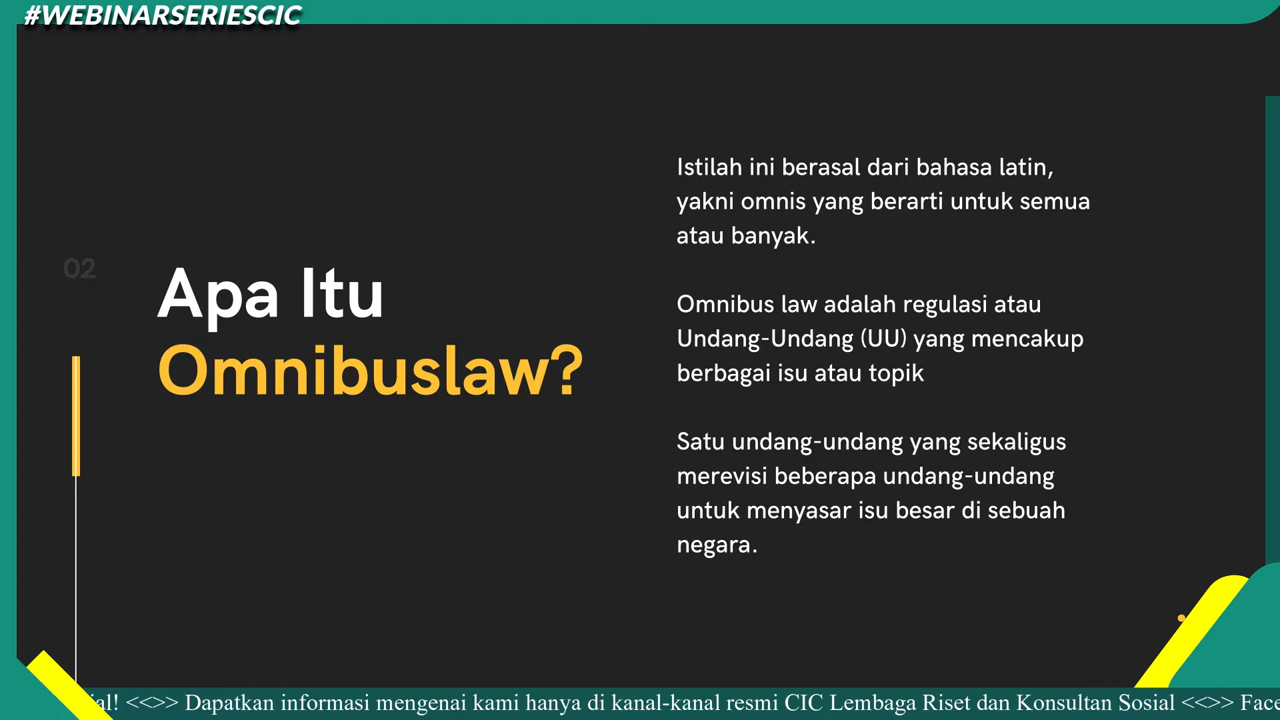 #WEBINARSERIESCIC
02
Apa Itu
Omnibuslaw?
Istilah ini berasal dari bahasa latin,
yakni omnis yang berarti untuk semua
atau banyak.
Omnibus law adalah regulasi atau
Undang-Undang (UU) yang mencakup
berbagai isu atau topik
Satu undang-undang yang sekaligus
merevisi beberapa undang-undang
untuk menyasar isu besar di sebuah
negara.
al! <<>> Dapatkan informasi mengenai kami hanya di kanal-kanal resmi CIC Lembaga Riset dan Konsultan Sosial <<>> Face